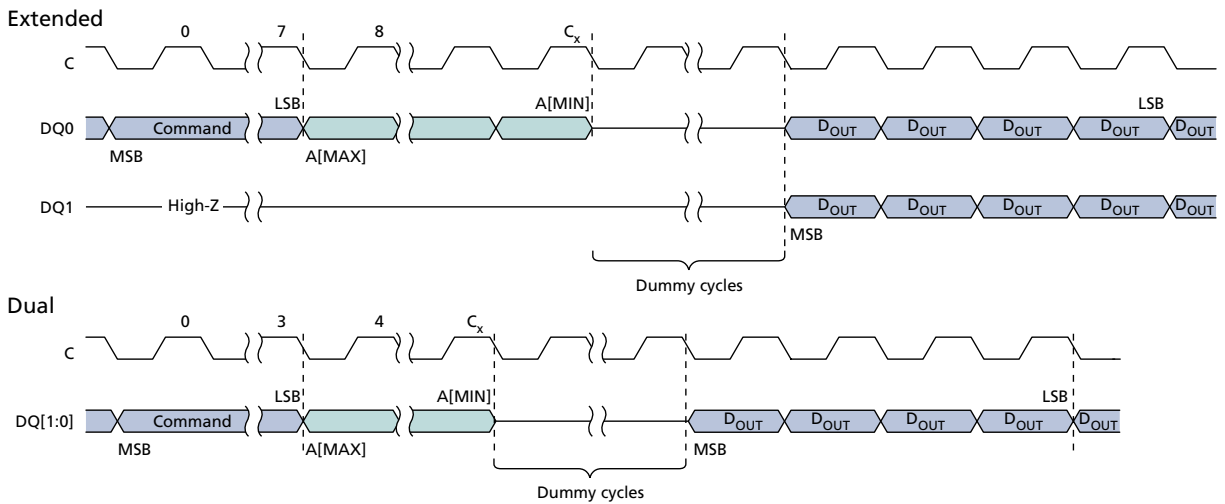 Extended
0 7 8 Cx
C
LSB A[MIN] LSB
DQ0 Command DOUT DOUT DOUT DOUT DOUT
MSB A[MAX]
DQ1 High-Z DOUT DOUT DOUT DOUT DOUT
MSB
Dummy cycles
Dual
0 3 4 Cx
C
LSB A[MIN] LSB
DQ[1:0] Command DOUT DOUT DOUT DOUT DOUT
MSB A[MAX] MSB
Dummy cycles